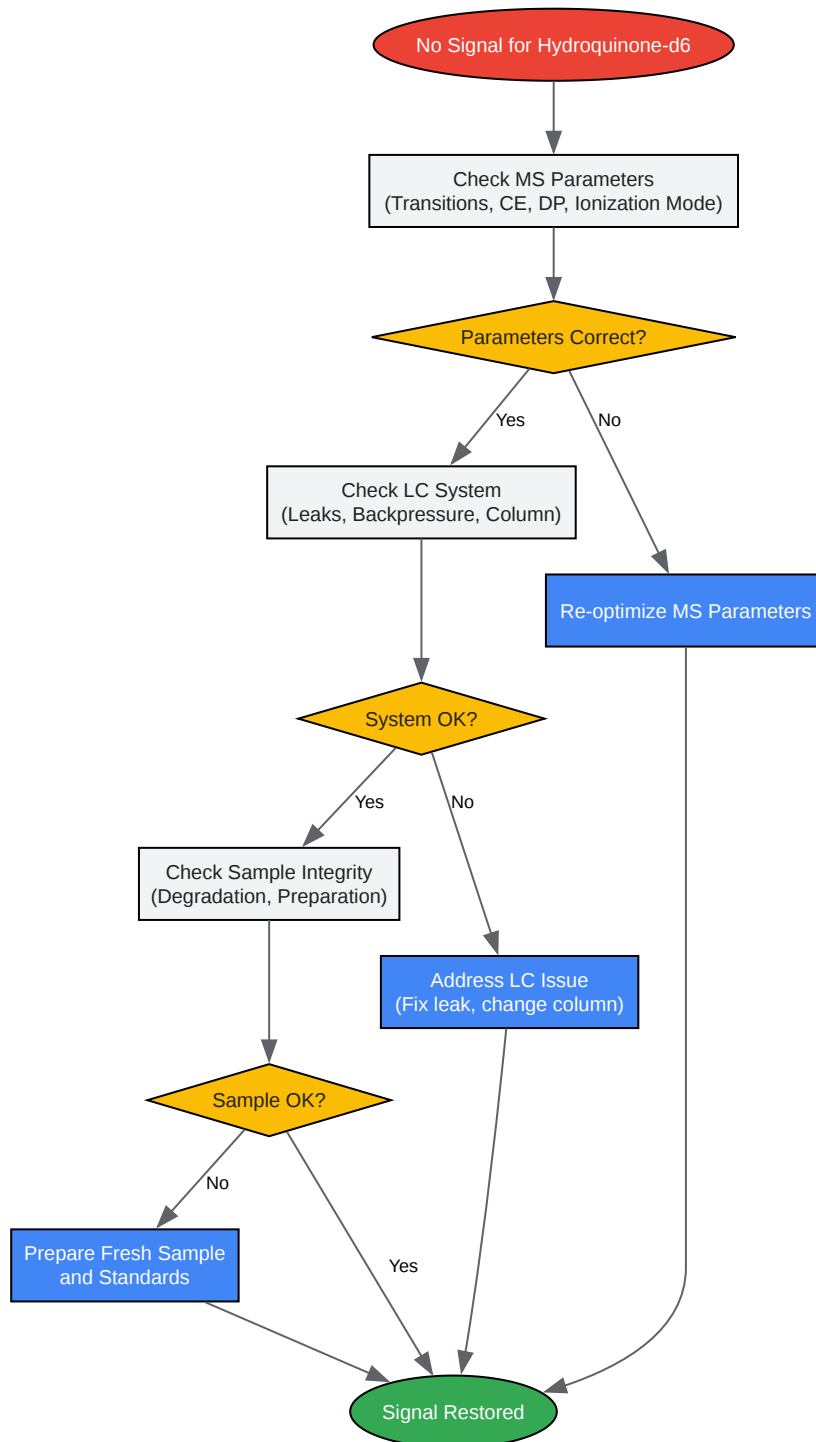 No Signal for Hydroquinone-d6
Check MS Parameters
(Transitions, CE, DP, Ionization Mode)
Parameters Correct?
Yes
No
Check LC System
(Leaks, Backpressure, Column)
Re-optimize MS Parameters
System OK?
Yes
No
Check Sample Integrity
(Degradation, Preparation)
Address LC Issue
(Fix leak, change column)
Sample OK?
No
Yes
Prepare Fresh Sample
and Standards
Signal Restored